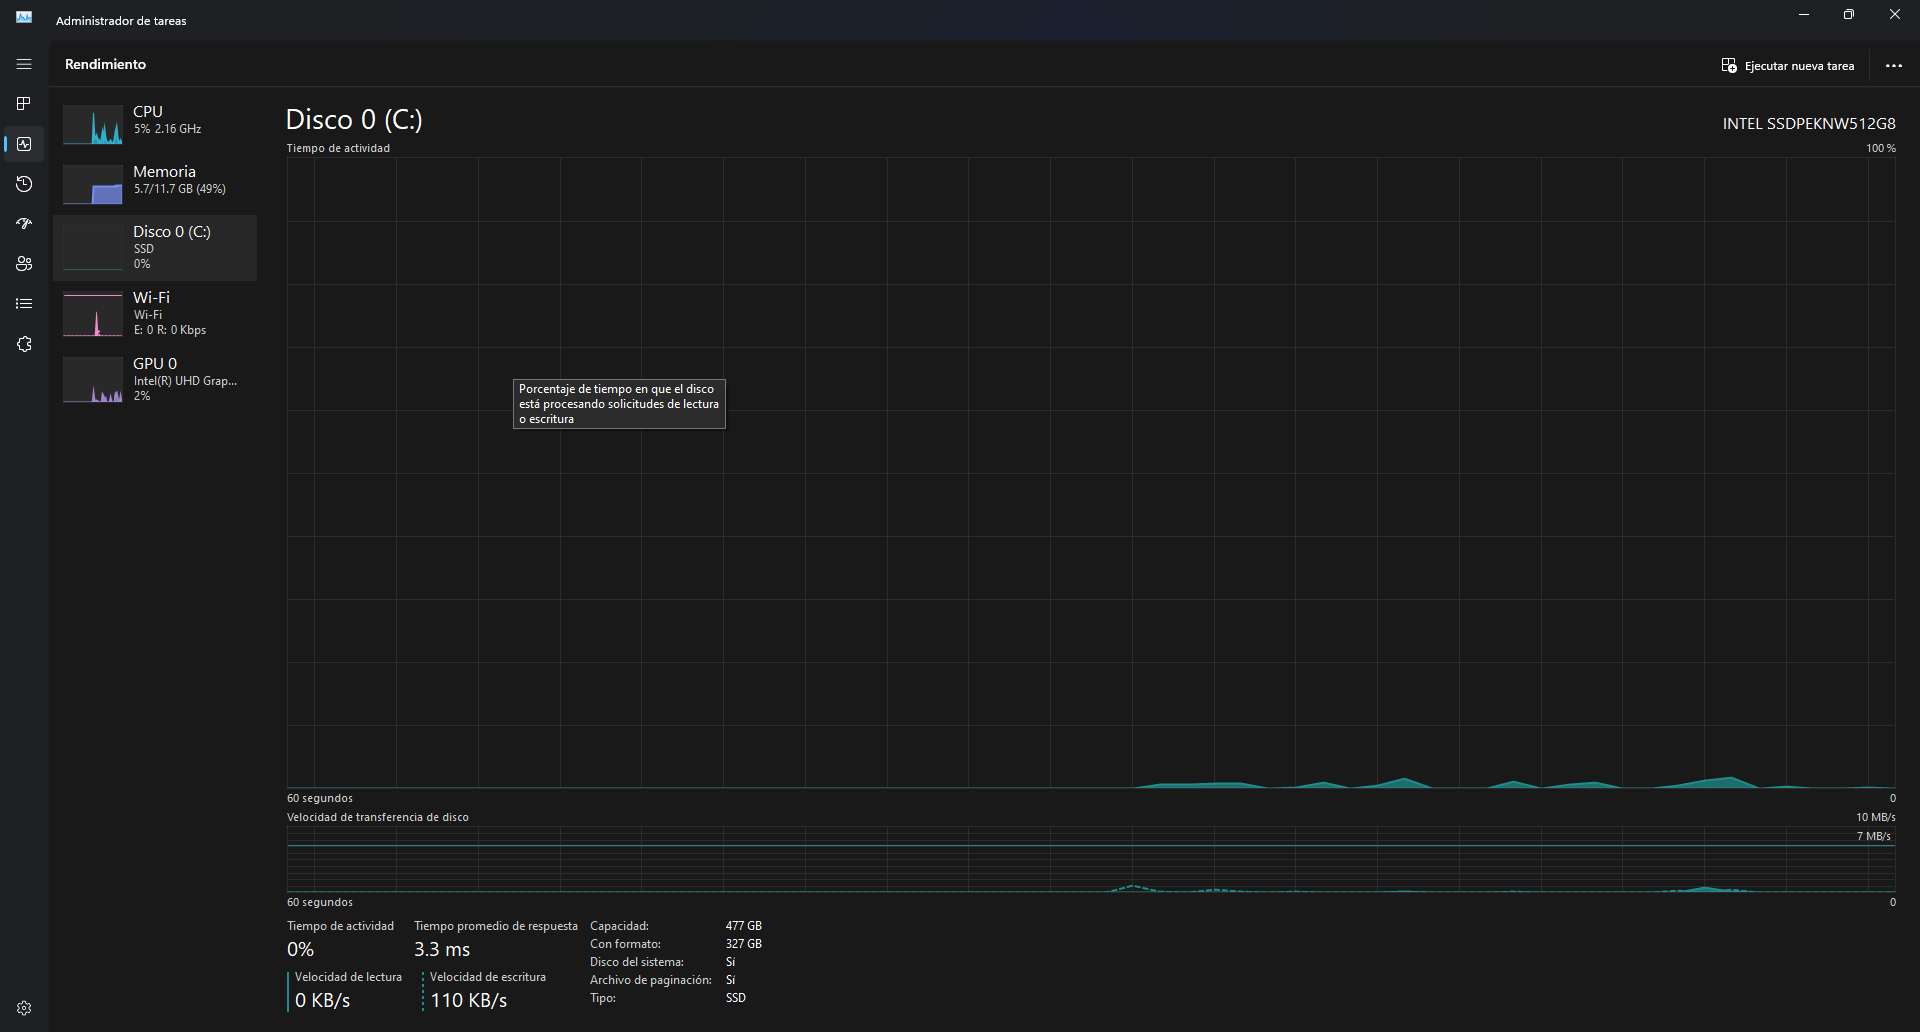 Administrador de tareas
Rendimiento
Ejecutar nueva tarea
CPU
5% 2.16 GHz
Memoria
5.7/11.7 GB (49%)
Disco 0 (C:)
SSD
0%
Wi-Fi
Wi-Fi
E: 0 R: 0 Kbps
GPU 0
Intel(R) UHD Grap...
2%
Disco 0 (C:)
INTEL SSDPEKNW512G8
Tiempo de actividad
100 %
Porcentaje de tiempo en que el disco
está procesando solicitudes de lectura
o escritura
60 segundos
0
Velocidad de transferencia de disco
10 MB/s
7 MB/s
60 segundos
0
Tiempo de actividad
0%
Tiempo promedio de respuesta
3.3 ms
Velocidad de lectura
0 KB/s
Velocidad de escritura
110 KB/s
Capacidad: 477 GB
Con formato: 327 GB
Disco del sistema: Sí
Archivo de paginación: Sí
Tipo: SSD